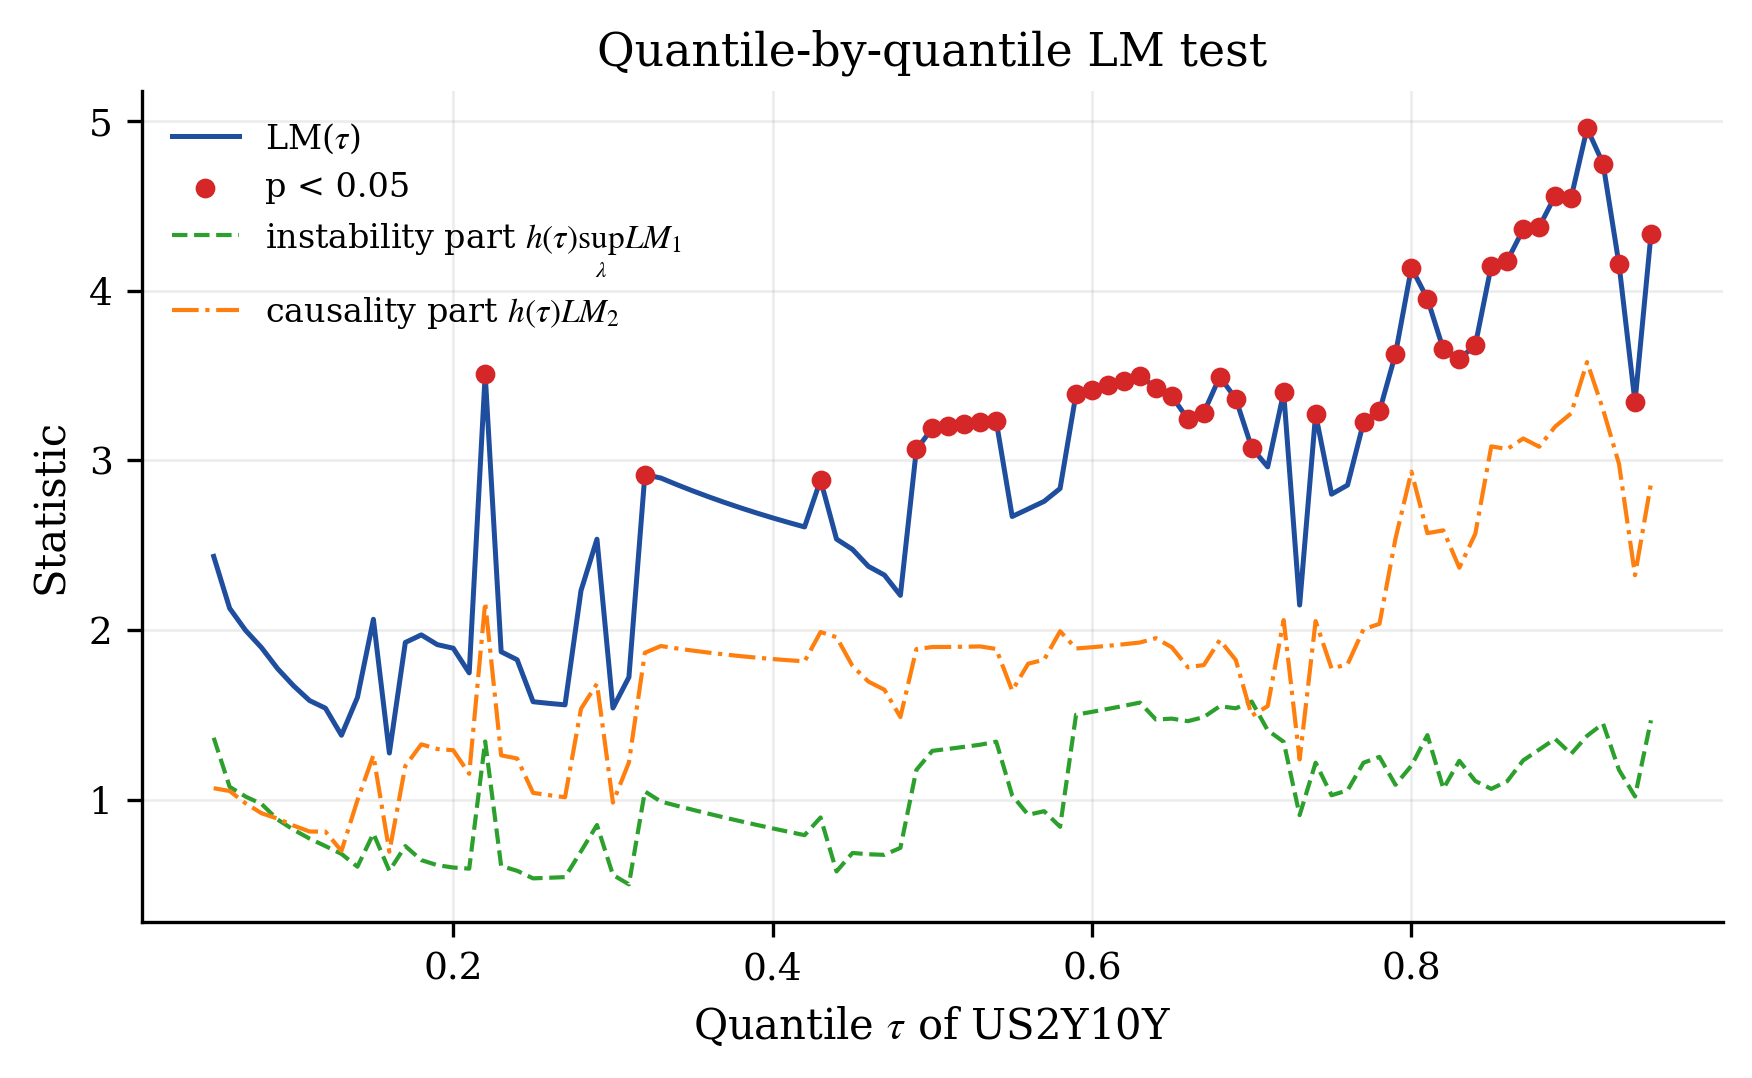 Quantile-by-quantile LM test
LM(τ)
p < 0.05
instability part h(τ)supLM₁
λ
causality part h(τ)LM₂
Statistic
5
4
3
2
1
0.2 0.4 0.6 0.8
Quantile τ of US2Y10Y